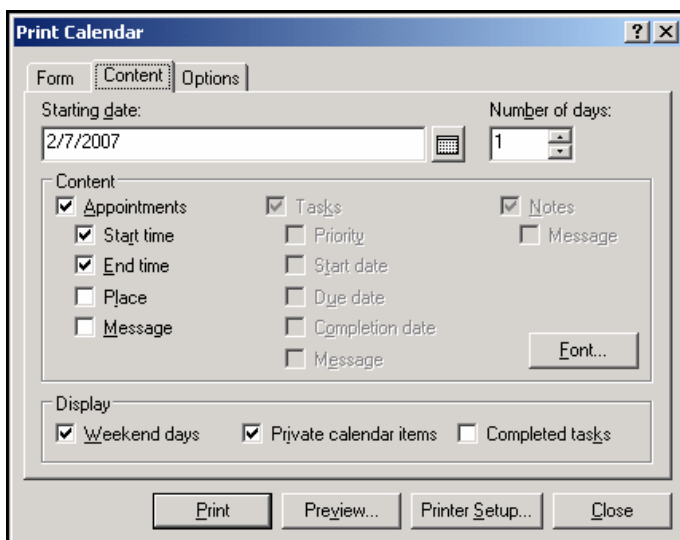 Print Calendar
Form Content Options
Starting date: Number of days:
2/7/2007 1
Content
Appointments Tasks Notes
Start time Priority Message
End time Start date
Place Due date
Message Completion date
Message Font...
Display
Weekend days Private calendar items Completed tasks
Print Preview... Printer Setup... Close